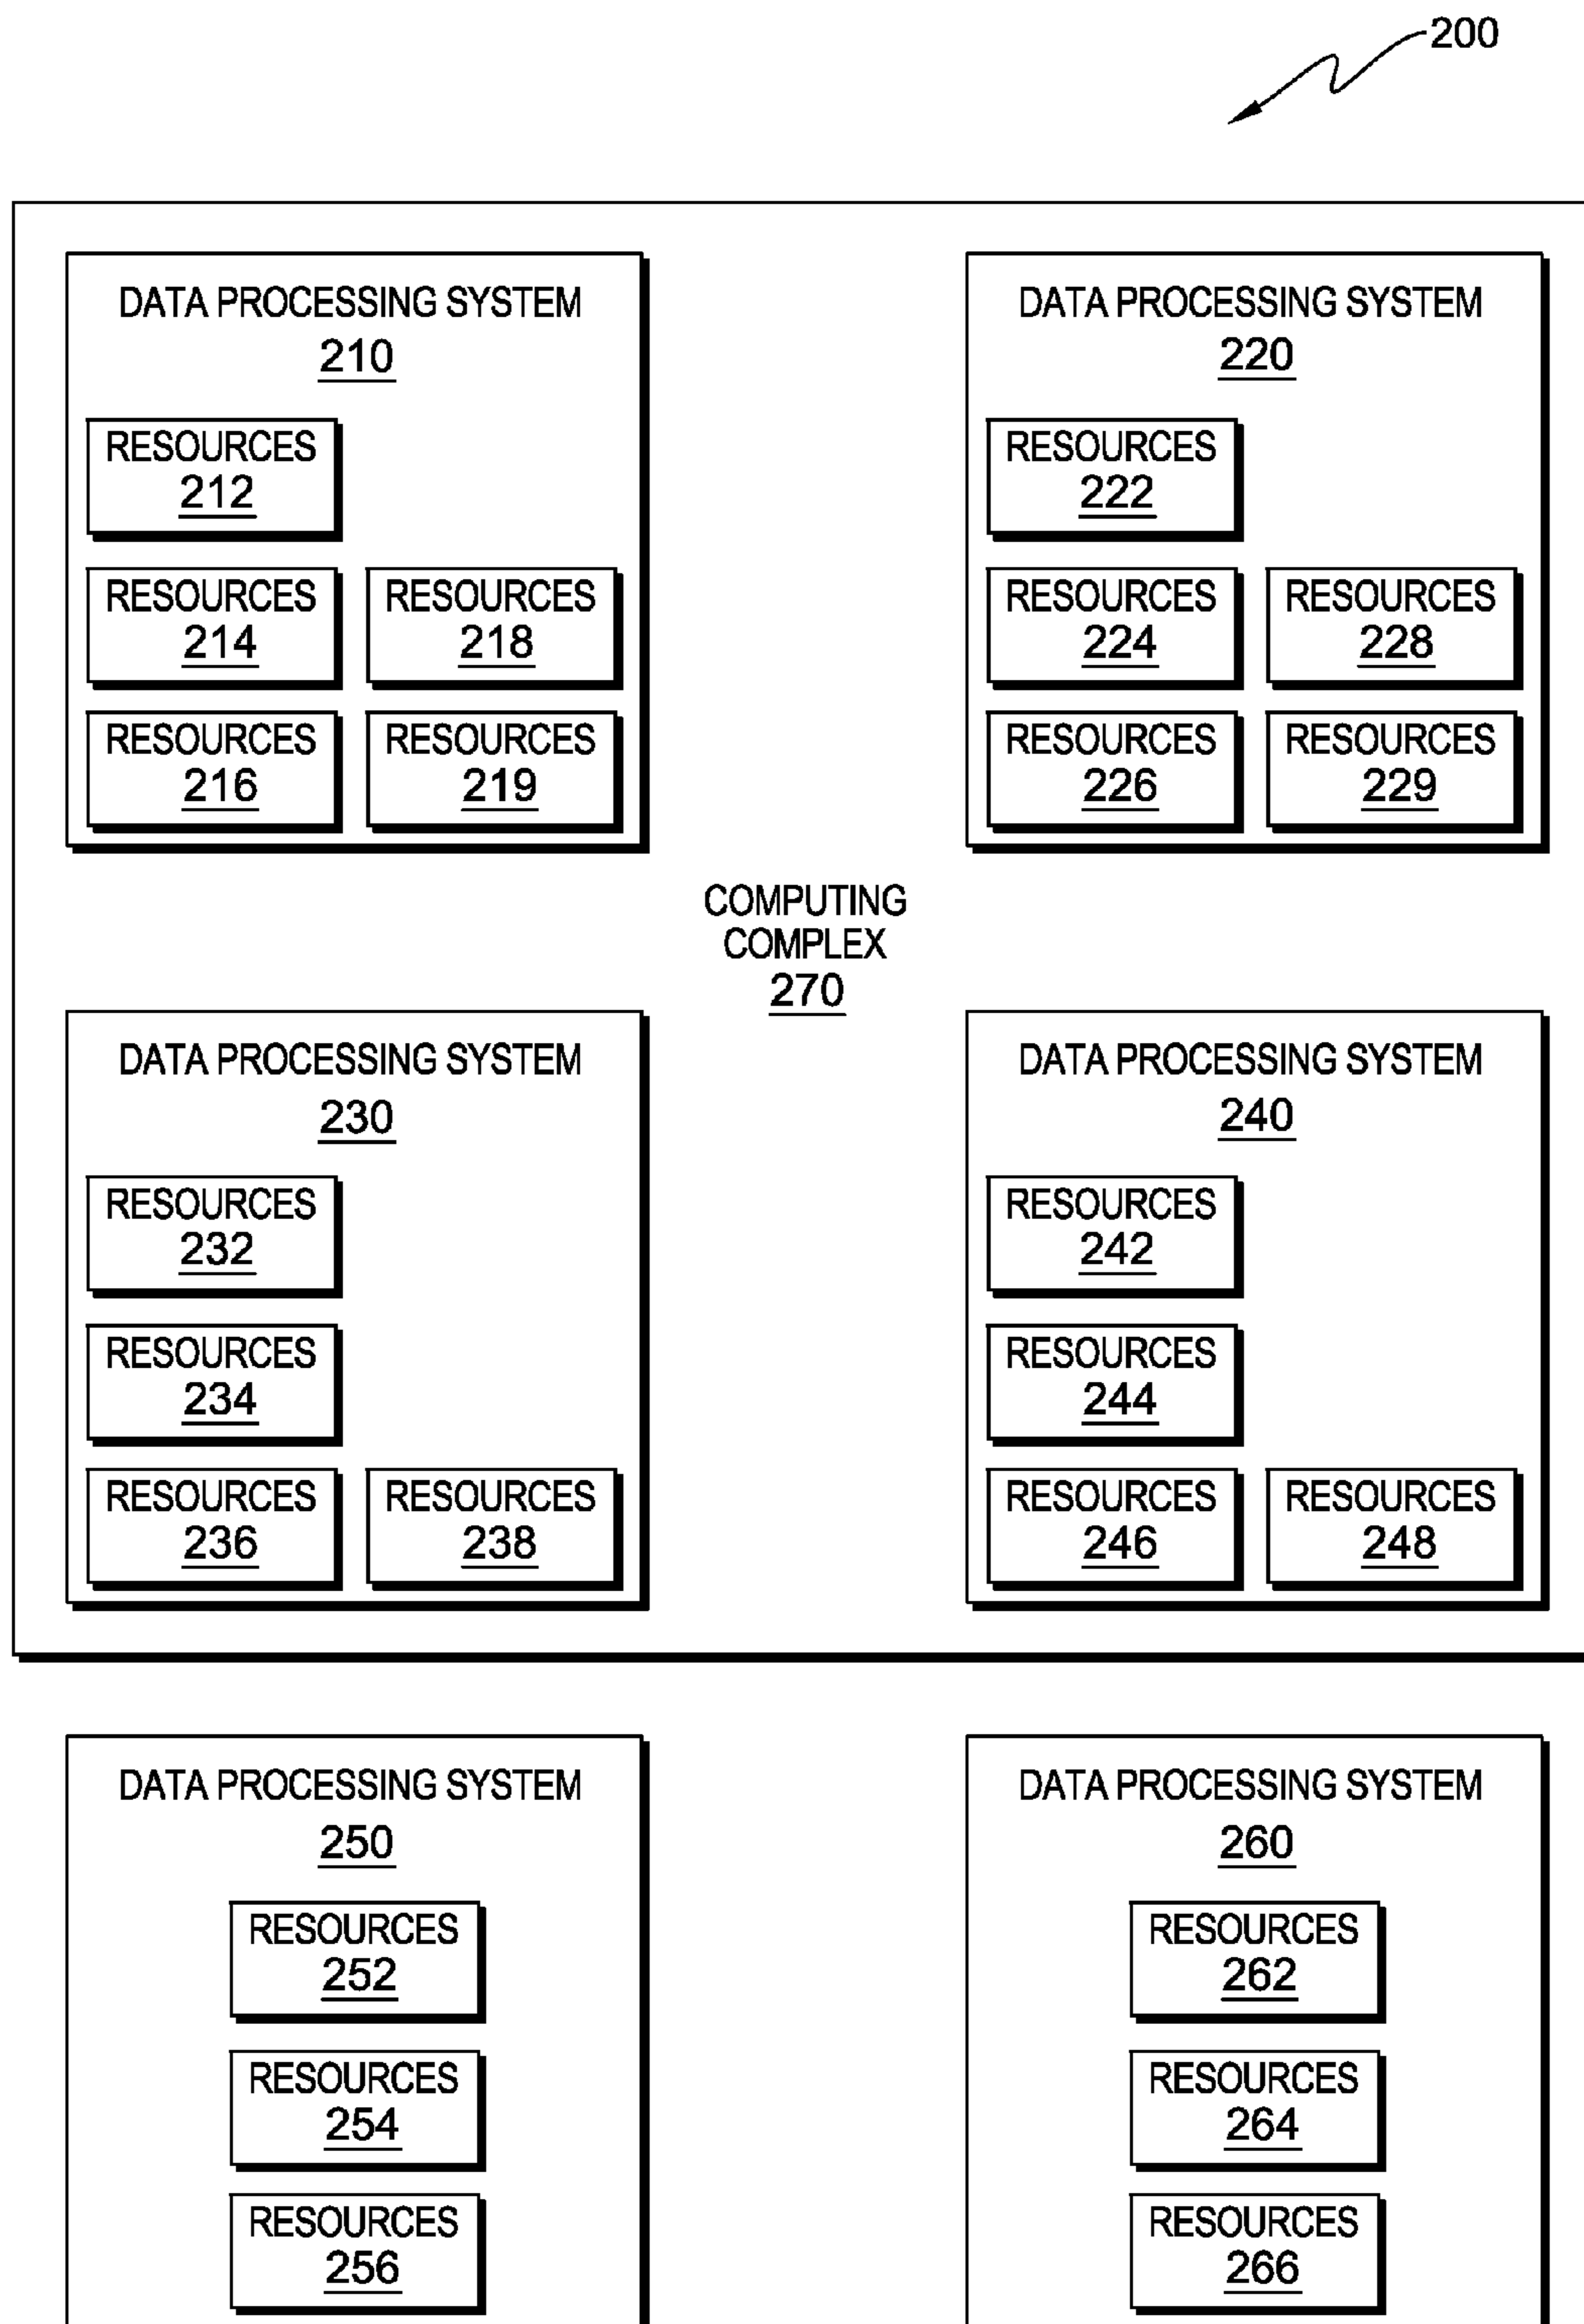 200
DATA PROCESSING SYSTEM
210
RESOURCES
212
RESOURCES
214
RESOURCES
218
RESOURCES
216
RESOURCES
219
DATA PROCESSING SYSTEM
220
RESOURCES
222
RESOURCES
224
RESOURCES
228
RESOURCES
226
RESOURCES
229
COMPUTING
COMPLEX
270
DATA PROCESSING SYSTEM
230
RESOURCES
232
RESOURCES
234
RESOURCES
236
RESOURCES
238
DATA PROCESSING SYSTEM
240
RESOURCES
242
RESOURCES
244
RESOURCES
246
RESOURCES
248
DATA PROCESSING SYSTEM
250
RESOURCES
252
RESOURCES
254
RESOURCES
256
DATA PROCESSING SYSTEM
260
RESOURCES
262
RESOURCES
264
RESOURCES
266